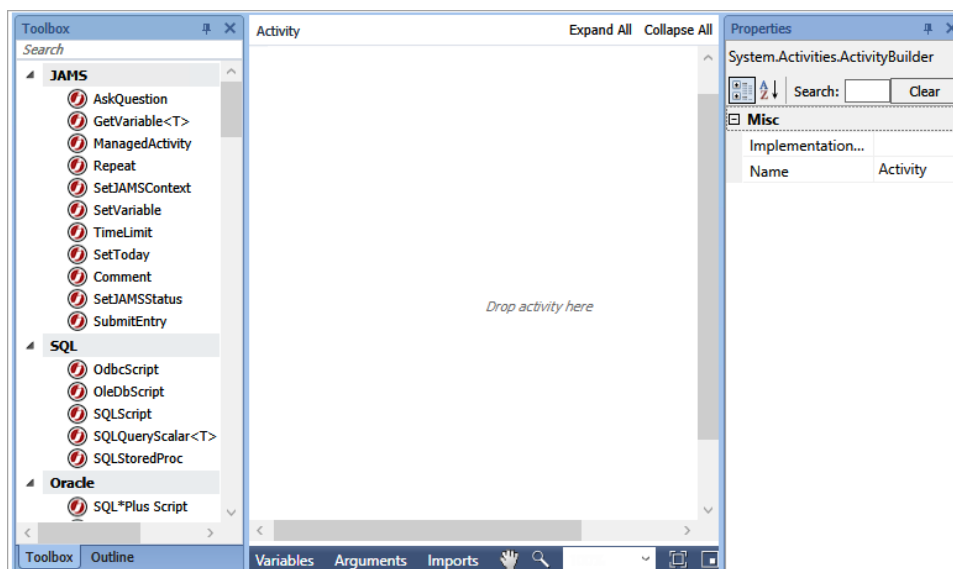 Toolbox
Search
JAMS
AskQuestion
GetVariable<T>
ManagedActivity
Repeat
SetJAMSContext
SetVariable
TimeLimit
SetToday
Comment
SetJAMSStatus
SubmitEntry
SQL
OdbcScript
OleDbScript
SQLScript
SQLQueryScalar<T>
SQLStoredProc
Oracle
SQL*Plus Script
Toolbox Outline
Activity Expand All Collapse All
Drop activity here
Variables Arguments Imports
Properties
System.Activities.ActivityBuilder
Search: Clear
Misc
Implementation...
Name Activity